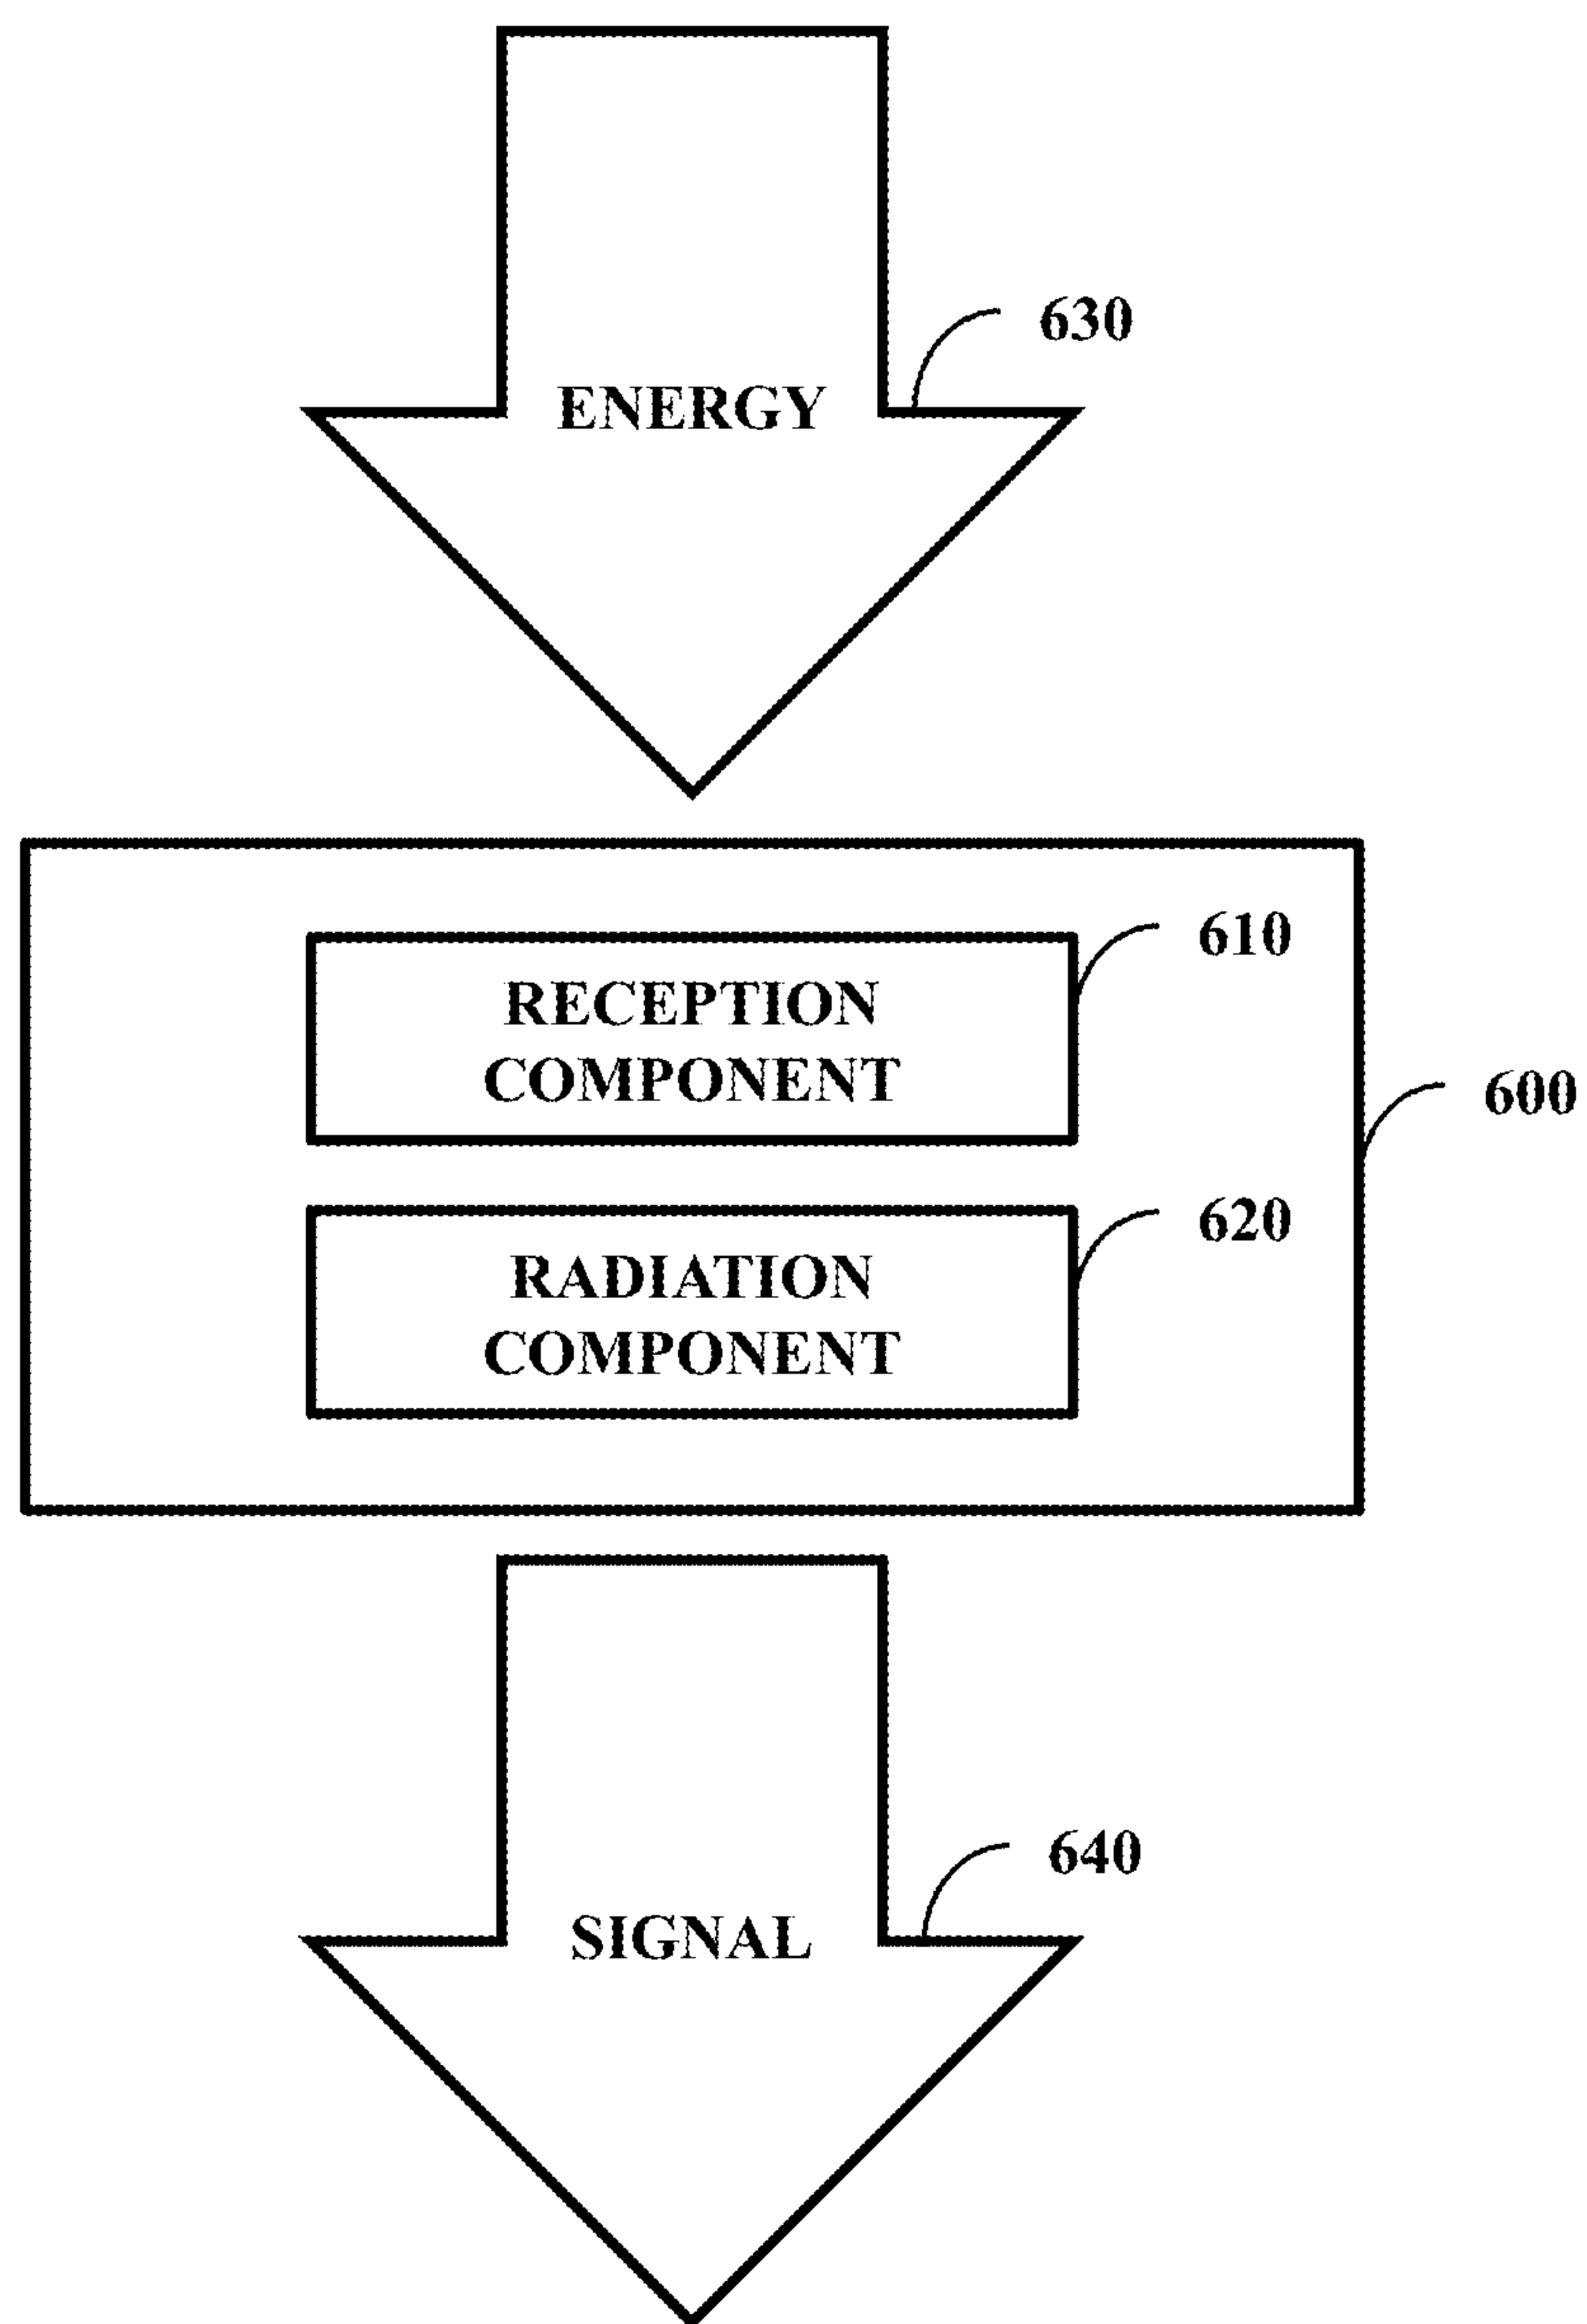 630
ENERGY
610
RECEPTION
COMPONENT
600
620
RADIATION
COMPONENT
640
SIGNAL